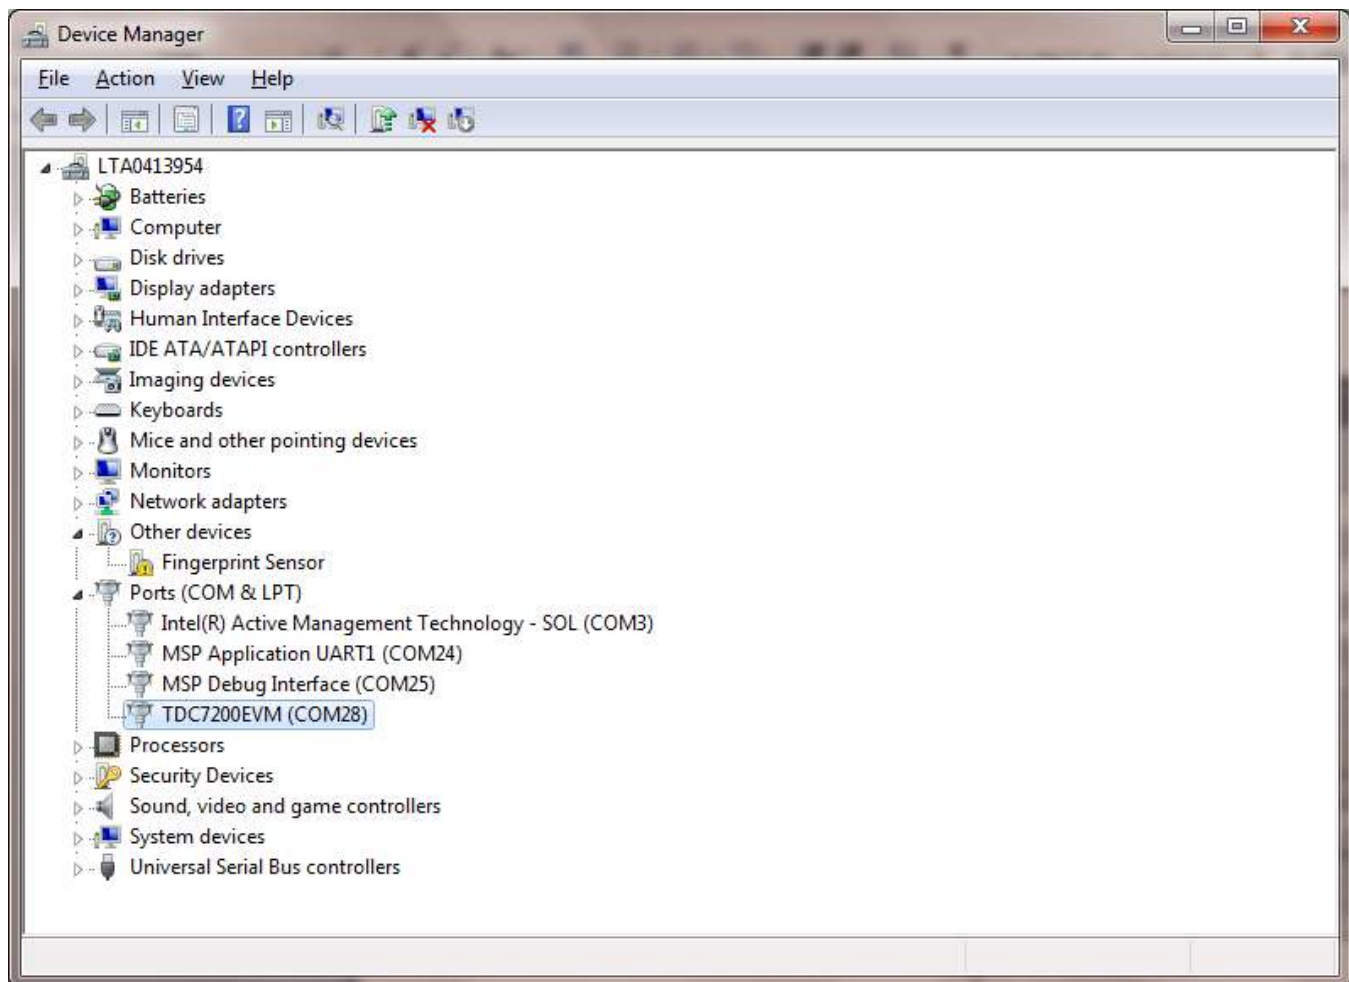 Device Manager
File Action View Help
LTA0413954
Batteries
Computer
Disk drives
Display adapters
Human Interface Devices
IDE ATA/ATAPI controllers
Imaging devices
Keyboards
Mice and other pointing devices
Monitors
Network adapters
Other devices
Fingerprint Sensor
Ports (COM & LPT)
Intel(R) Active Management Technology - SOL (COM3)
MSP Application UART1 (COM24)
MSP Debug Interface (COM25)
TDC7200EVM (COM28)
Processors
Security Devices
Sound, video and game controllers
System devices
Universal Serial Bus controllers